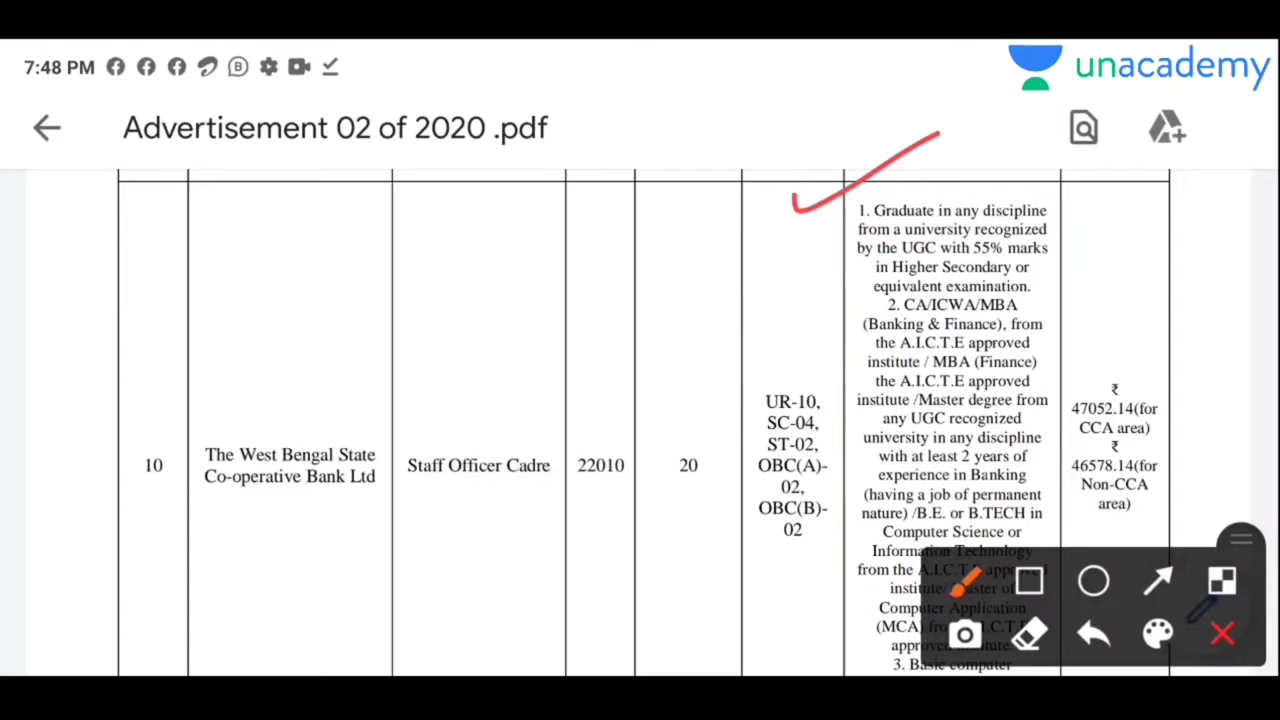 7:48 PM
unacademy
Advertisement 02 of 2020 .pdf
10
The West Bengal State
Co-operative Bank Ltd
Staff Officer Cadre
22010
20
UR-10,
SC-04,
ST-02,
OBC(A)-
02,
OBC(B)-
02
1. Graduate in any discipline
from a university recognized
by the UGC with 55% marks
in Higher Secondary or
equivalent examination.
2. CA/ICWA/MBA
(Banking & Finance), from
the A.I.C.T.E approved
institute / MBA (Finance)
the A.I.C.T.E approved
institute /Master degree from
any UGC recognized
university in any discipline
with at least 2 years of
experience in Banking
(having a job of permanent
nature) /B.E. or B.TECH in
Computer Science or
Information Technology
from the A.I.C.T.E approved
institute/ Master of
Computer Application
(MCA) from A.I.C.T.E
approved institute.
3. Basic computer
₹
47052.14(for
CCA area)
₹
46578.14(for
Non-CCA
area)